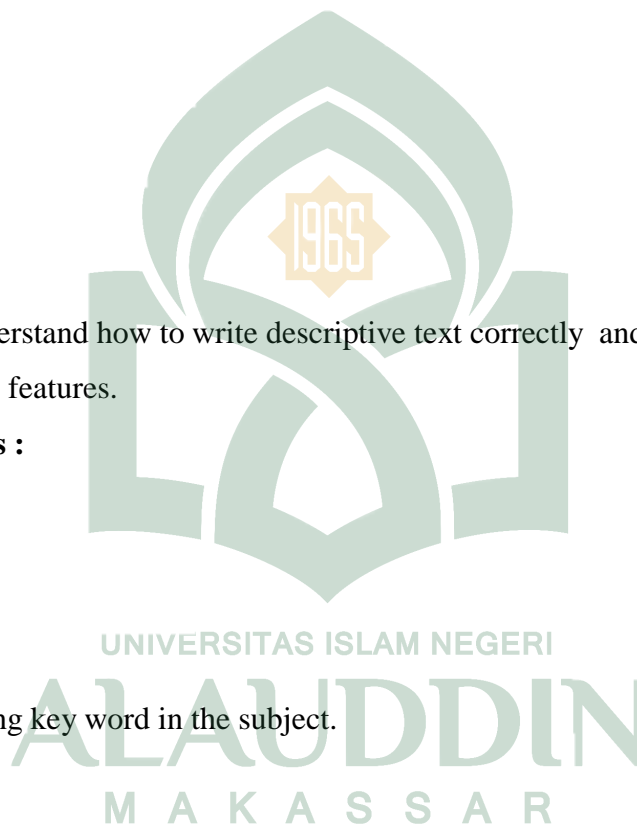 1965
erstand how to write descriptive text correctly and
features.
s :
UNIVERSITAS ISLAM NEGERI
ng key word in the subject.
ALAUDDIN
MAKASSAR